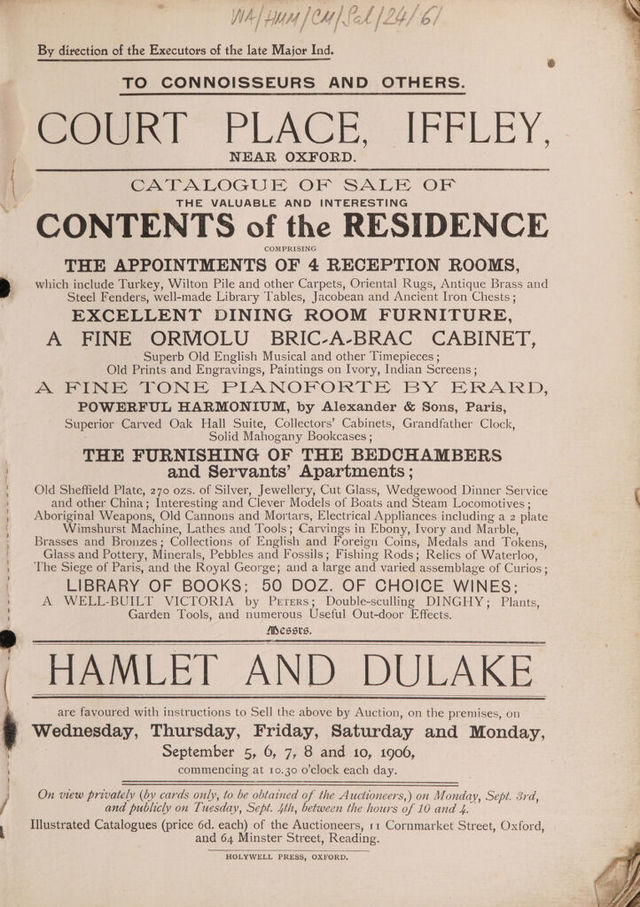 WA/HMM/CM/Sal/24/61
By direction of the Executors of the late Major Ind.
TO CONNOISSEURS AND OTHERS.
COURT PLACE, IFFLEY,
NEAR OXFORD.
CATALOGUE OF SALE OF
THE VALUABLE AND INTERESTING
CONTENTS of the RESIDENCE
COMPRISING
THE APPOINTMENTS OF 4 RECEPTION ROOMS,
which include Turkey, Wilton Pile and other Carpets, Oriental Rugs, Antique Brass and
Steel Fenders, well-made Library Tables, Jacobean and Ancient Iron Chests;
EXCELLENT DINING ROOM FURNITURE,
A FINE ORMOLU BRIC-A-BRAC CABINET,
Superb Old English Musical and other Timepieces;
Old Prints and Engravings, Paintings on Ivory, Indian Screens;
A FINE TONE PIANOFORTE BY ERARD,
POWERFUL HARMONIUM, by Alexander & Sons, Paris,
Superior Carved Oak Hall Suite, Collectors' Cabinets, Grandfather Clock,
Solid Mahogany Bookcases;
THE FURNISHING OF THE BEDCHAMBERS
and Servants' Apartments;
Old Sheffield Plate, 270 ozs. of Silver, Jewellery, Cut Glass, Wedgewood Dinner Service
and other China; Interesting and Clever Models of Boats and Steam Locomotives;
Aboriginal Weapons, Old Cannons and Mortars, Electrical Appliances including a 2 plate
Wimshurst Machine, Lathes and Tools; Carvings in Ebony, Ivory and Marble,
Brasses and Bronzes; Collections of English and Foreign Coins, Medals and Tokens,
Glass and Pottery, Minerals, Pebbles and Fossils; Fishing Rods; Relics of Waterloo,
The Siege of Paris, and the Royal George; and a large and varied assemblage of Curios;
LIBRARY OF BOOKS; 50 DOZ. OF CHOICE WINES;
A WELL-BUILT VICTORIA by PETERS; Double-sculling DINGHY; Plants,
Garden Tools, and numerous Useful Out-door Effects.
Messrs.
HAMLET AND DULAKE
are favoured with instructions to Sell the above by Auction, on the premises, on
Wednesday, Thursday, Friday, Saturday and Monday,
September 5, 6, 7, 8 and 10, 1906,
commencing at 10.30 o'clock each day.
On view privately (by cards only, to be obtained of the Auctioneers,) on Monday, Sept. 3rd,
and publicly on Tuesday, Sept. 4th, between the hours of 10 and 4.
Illustrated Catalogues (price 6d. each) of the Auctioneers, 11 Cornmarket Street, Oxford,
and 64 Minster Street, Reading.
HOLYWELL PRESS, OXFORD.